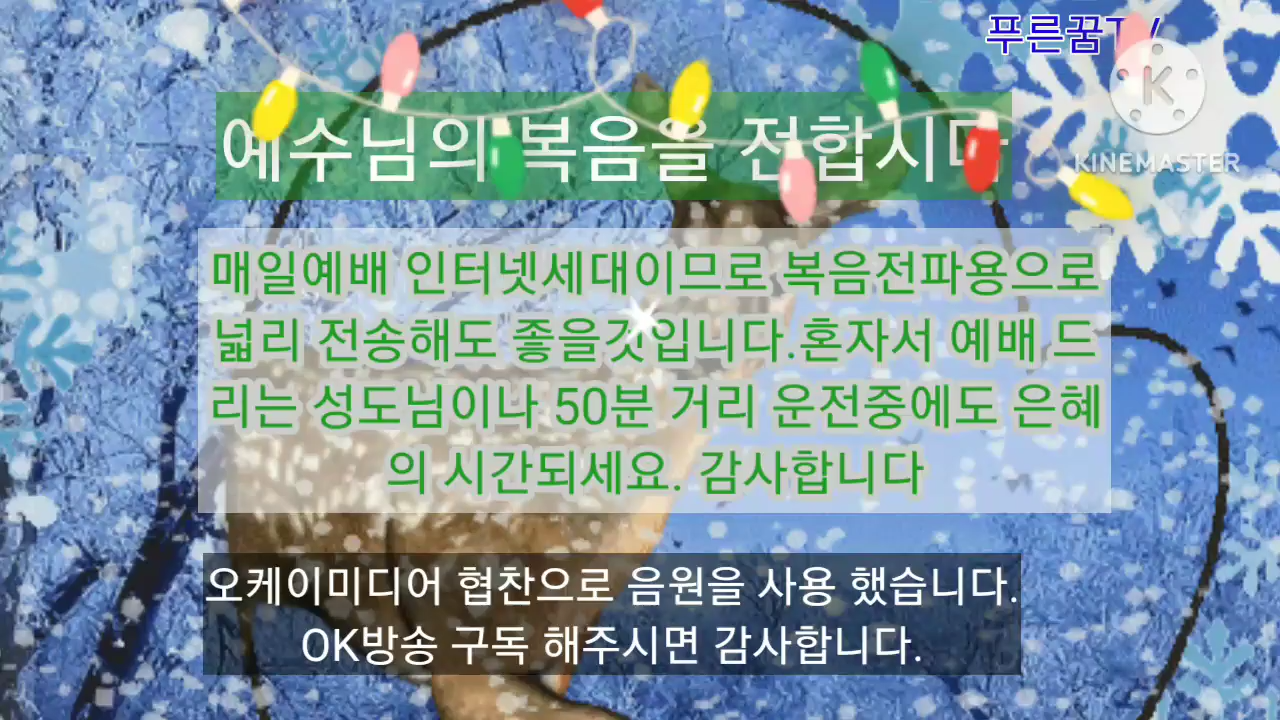 푸른꿈TV
KINEMASTER
예수님의 복음을 전합시다
매일예배 인터넷세대이므로 복음전파용으로
넓리 전송해도 좋을것입니다.혼자서 예배 드
리는 성도님이나 50분 거리 운전중에도 은혜
의 시간되세요. 감사합니다
오케이미디어 협찬으로 음원을 사용 했습니다.
OK방송 구독 해주시면 감사합니다.